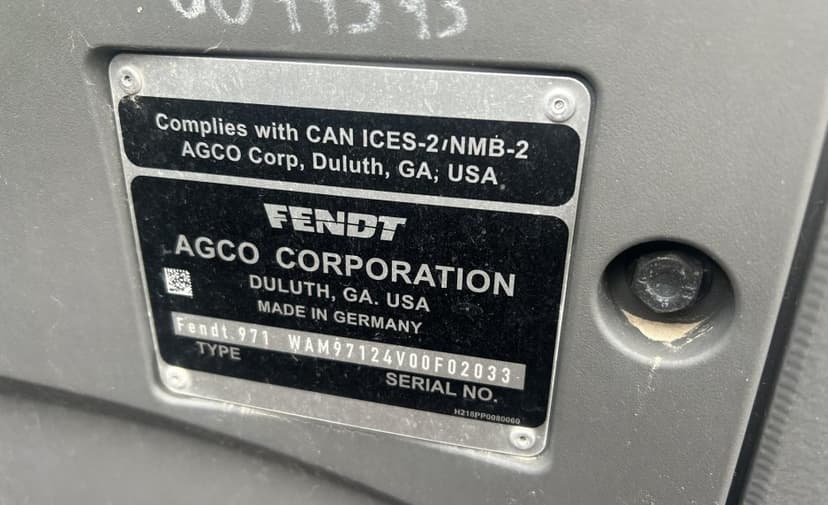 Complies with CAN ICES-2/NMB-2
AGCO Corp, Duluth, GA, USA
FENDT
AGCO CORPORATION
DULUTH, GA. USA
MADE IN GERMANY
Fendt.971 WAM97124V00F02033
TYPE SERIAL NO.
H216PP0080060